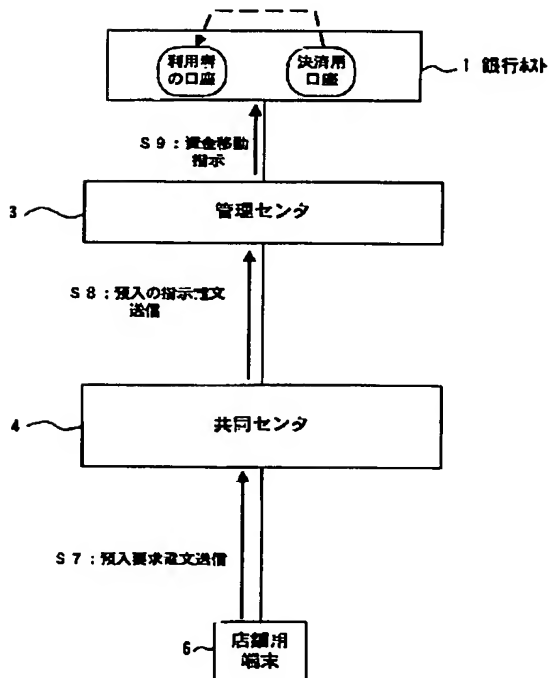 利用者
の口座
決済用
口座
1 銀行ホスト
S9:資金移動
指示
3
管理センタ
S8:預入の指示電文
送信
4
共同センタ
S7:預入要求電文送信
6
店舗用
端末